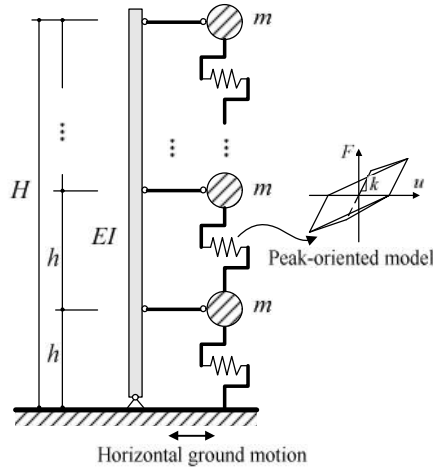 m
H
F
k
u
m
EI
h
Peak-oriented model
m
h
Horizontal ground motion